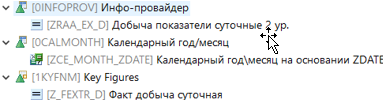 [0INFOPROV] Инфо-провайдер
[ZRAA_EX_D] Добыча показатели суточные 2 ур.
[0CALMONTH] Календарный год/месяц
[ZCE_MONTH_ZDATE] Календарный год\месяц на основании ZDATE
[1KYFNM] Key Figures
[Z_FEXTR_D] Факт добыча суточная